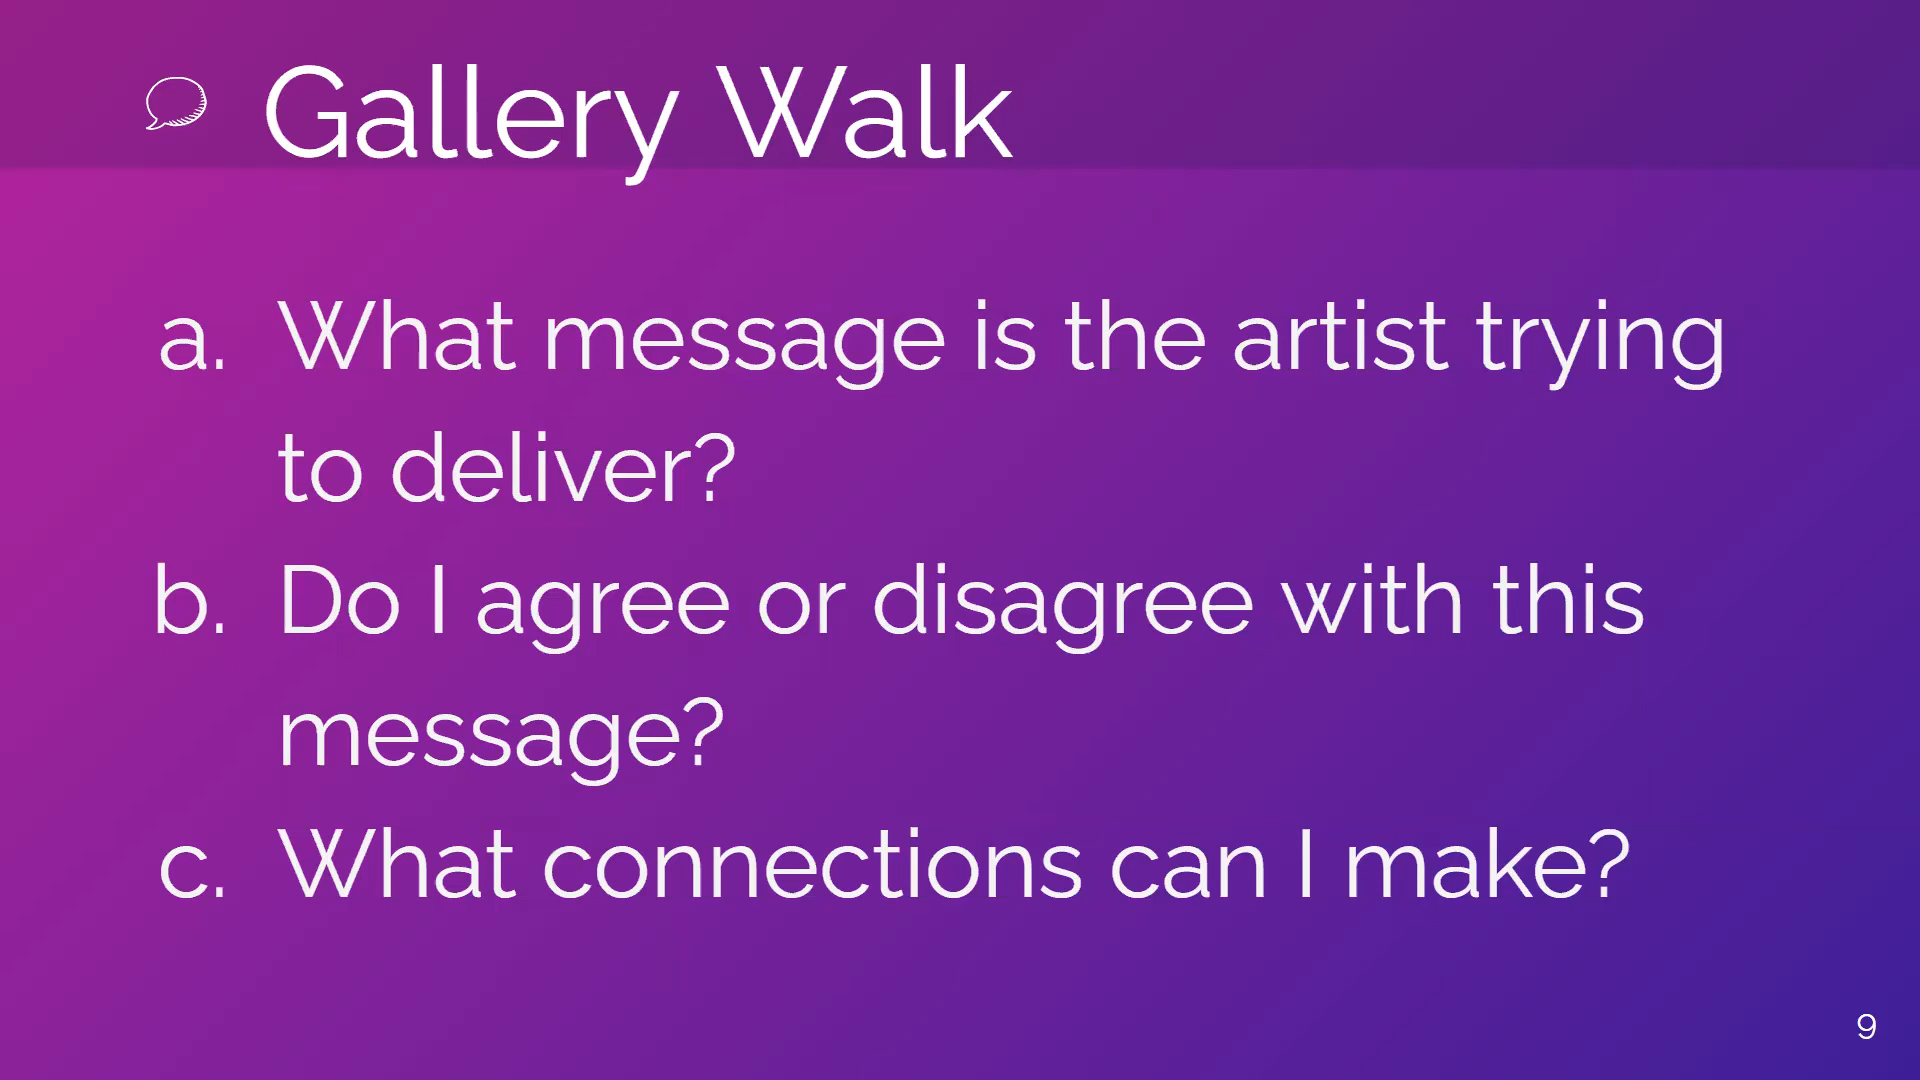 Gallery Walk
a. What message is the artist trying
to deliver?
b. Do I agree or disagree with this
message?
c. What connections can I make?
9